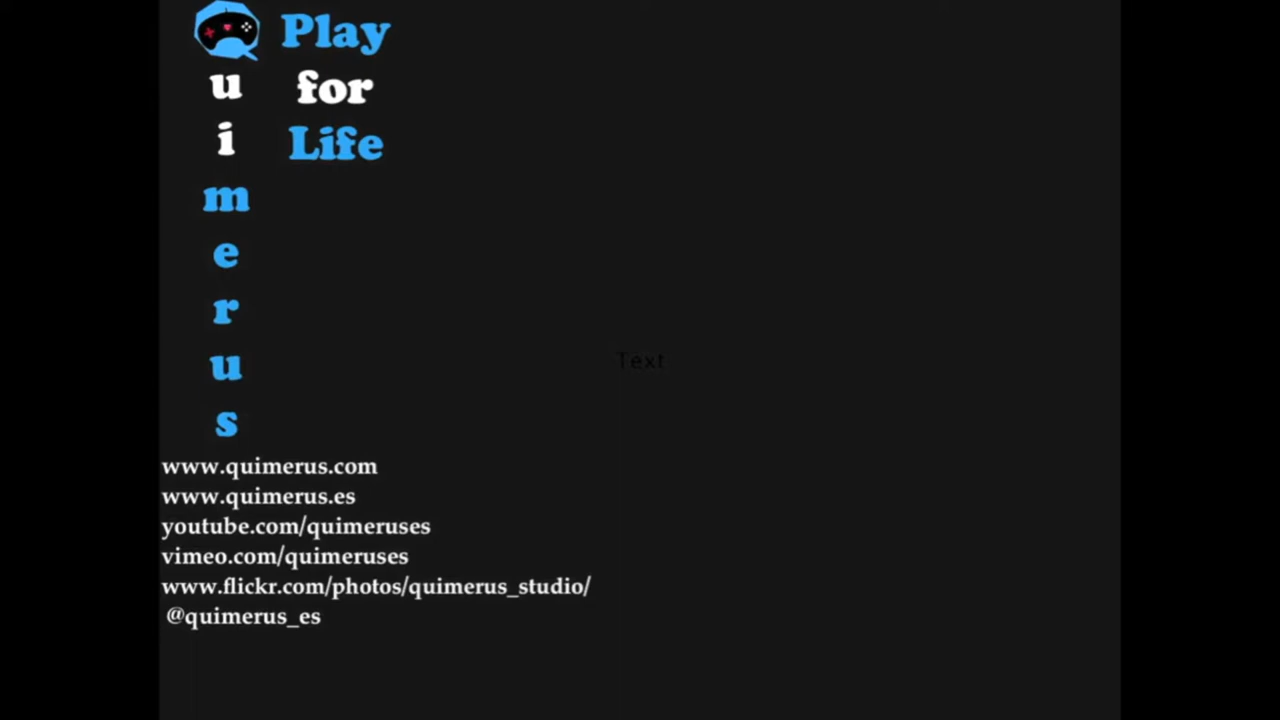 Quimerus
Play
for
Life
Text
www.quimerus.com
www.quimerus.es
youtube.com/quimeruses
vimeo.com/quimeruses
www.flickr.com/photos/quimerus_studio/
@quimerus_es